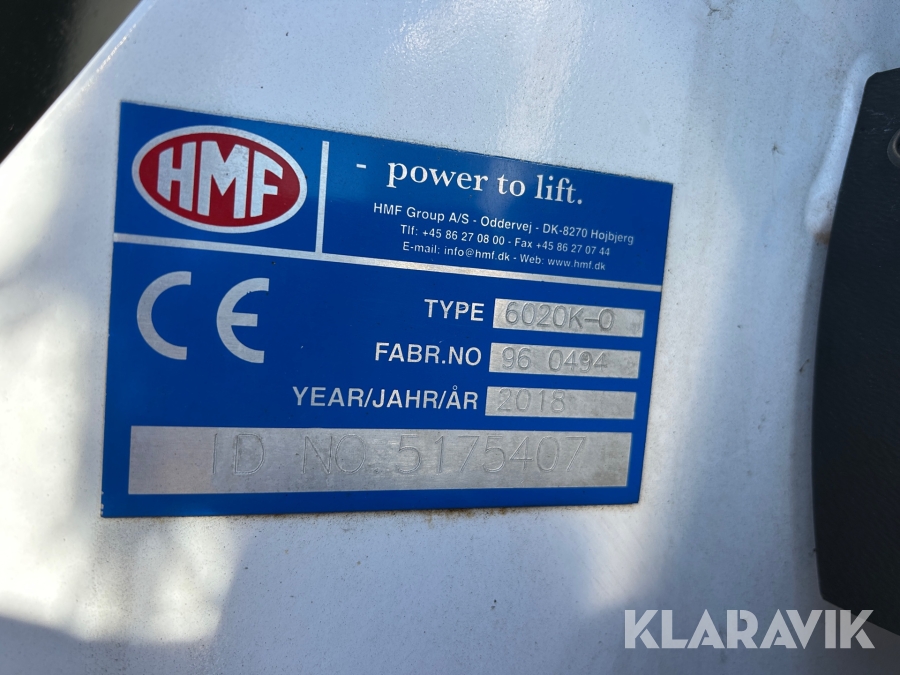 HMF
- power to lift.
HMF Group A/S - Oddervej - DK-8270 Hojbjerg
Tlf: +45 86 27 08 00 - Fax +45 86 27 07 44
E-mail: info@hmf.dk - Web: www.hmf.dk
CE
TYPE 6020K-O
FABR.NO 96 0494
YEAR/JAHR/ÅR 2018
ID NO 5175407
KLARAVIK